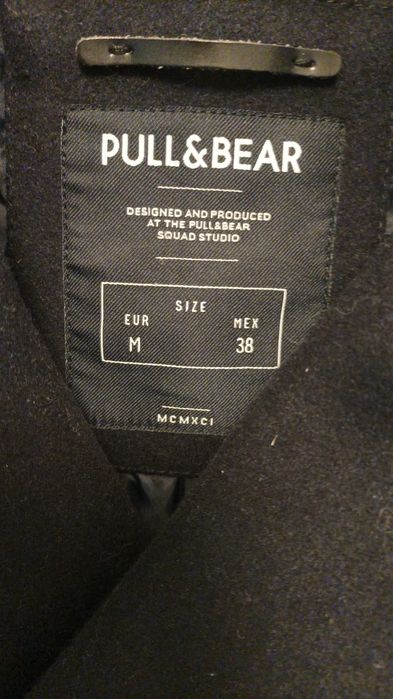 PULL&BEAR
DESIGNED AND PRODUCED
AT THE PULL&BEAR
SQUAD STUDIO
SIZE
EUR MEX
M 38
MCMXCI